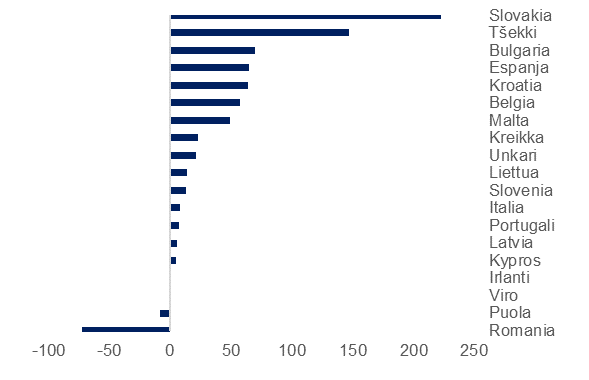 Slovakia
Tšekki
Bulgaria
Espanja
Kroatia
Belgia
Malta
Kreikka
Unkari
Liettua
Slovenia
Italia
Portugali
Latvia
Kypros
Irlanti
Viro
Puola
Romania
-100 -50 0 50 100 150 200 250